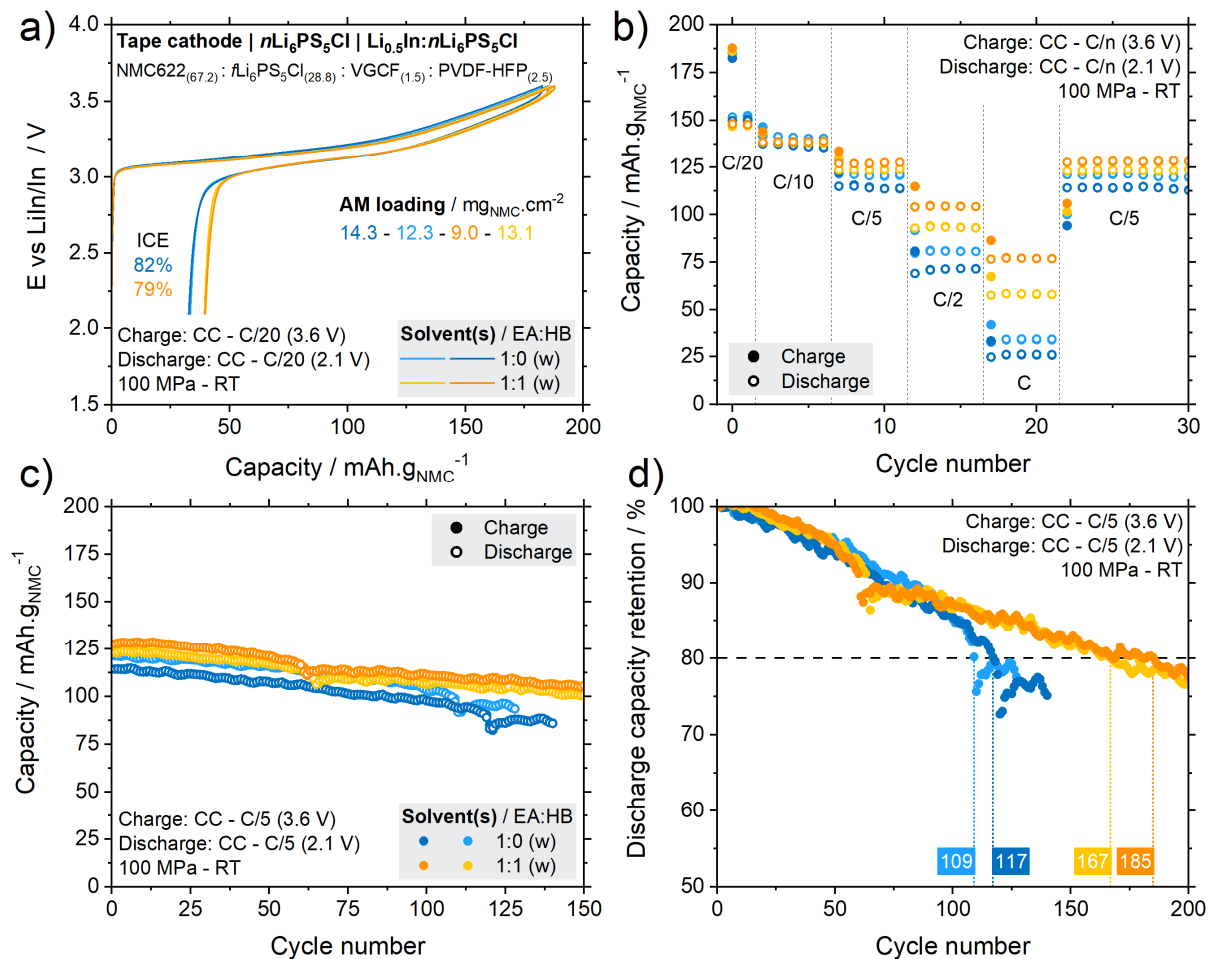 a)
Tape cathode | nLi6PS5Cl | Li0.5In:nLi6PS5Cl
NMC622(67.2) : fLi6PS5Cl(28.8) : VGCF(1.5) : PVDF-HFP(2.5)
AM loading / mgNMC.cm-2
14.3 - 12.3 - 9.0 - 13.1
ICE
82%
79%
Charge: CC - C/20 (3.6 V)
Discharge: CC - C/20 (2.1 V)
100 MPa - RT
Solvent(s) / EA:HB
1:0 (w)
1:1 (w)
E vs LiIn/In / V
4.0
3.5
3.0
2.5
2.0
1.5
0
50
100
150
200
Capacity / mAh.gNMC-1
b)
Charge: CC - C/n (3.6 V)
Discharge: CC - C/n (2.1 V)
100 MPa - RT
C/20
C/10
C/5
C/2
C
C/5
Charge
Discharge
Capacity / mAh.gNMC-1
200
175
150
125
100
75
50
25
0
0
10
20
30
Cycle number
c)
Charge
Discharge
Charge: CC - C/5 (3.6 V)
Discharge: CC - C/5 (2.1 V)
100 MPa - RT
Solvent(s) / EA:HB
1:0 (w)
1:1 (w)
Capacity / mAh.gNMC-1
200
175
150
125
100
75
50
25
0
0
25
50
75
100
125
150
Cycle number
d)
Charge: CC - C/5 (3.6 V)
Discharge: CC - C/5 (2.1 V)
100 MPa - RT
109
117
167
185
Discharge capacity retention / %
100
90
80
70
60
50
0
50
100
150
200
Cycle number